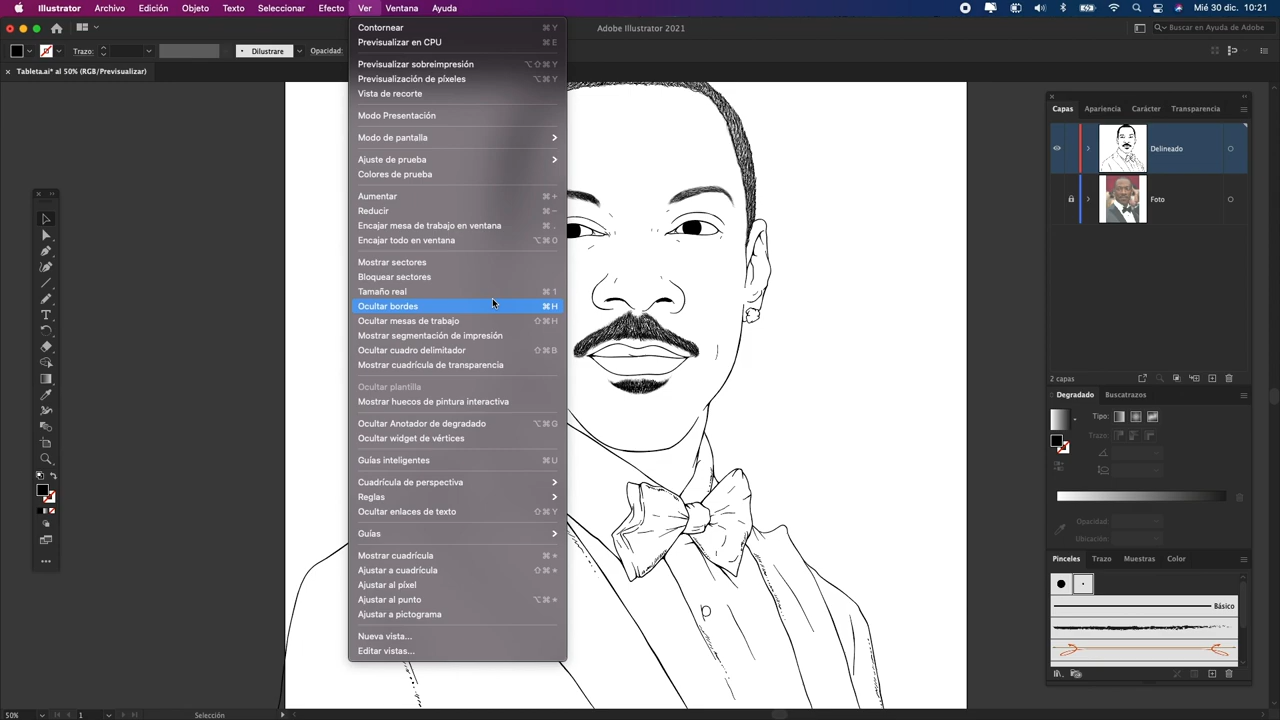 Illustrator Archivo Edición Objeto Texto Seleccionar Efecto Ver Ventana Ayuda Mié 30 dic. 10:21
Adobe Illustrator 2021 Buscar en Ayuda de Adobe
Trazo: Dilustrare Opacidad:
Tableta.ai* al 50% (RGB/Previsualizar)
Contornear ⌘Y
Previsualizar en CPU ⌘E
Previsualizar sobreimpresión ⌥⇧⌘Y
Previsualización de píxeles ⌥⌘Y
Vista de recorte
Modo Presentación
Modo de pantalla
Ajuste de prueba
Colores de prueba
Aumentar ⌘+
Reducir ⌘−
Encajar mesa de trabajo en ventana ⌘.
Encajar todo en ventana ⌥⌘0
Mostrar sectores
Bloquear sectores
Tamaño real ⌘1
Ocultar bordes ⌘H
Ocultar mesas de trabajo ⇧⌘H
Mostrar segmentación de impresión
Ocultar cuadro delimitador ⇧⌘B
Mostrar cuadrícula de transparencia
Ocultar plantilla
Mostrar huecos de pintura interactiva
Ocultar Anotador de degradado ⌥⌘G
Ocultar widget de vértices
Guías inteligentes ⌘U
Cuadrícula de perspectiva
Reglas
Ocultar enlaces de texto ⇧⌘Y
Guías
Mostrar cuadrícula ⌘*
Ajustar a cuadrícula ⇧⌘*
Ajustar al píxel
Ajustar al punto ⌥⌘*
Ajustar a pictograma
Nueva vista...
Editar vistas...
Capas Apariencia Carácter Transparencia
Delineado
Foto
2 capas
Degradado Buscatrazos
Tipo:
Trazo:
Opacidad:
Ubicación:
Pinceles Trazo Muestras Color
Básico
50% 1 Selección